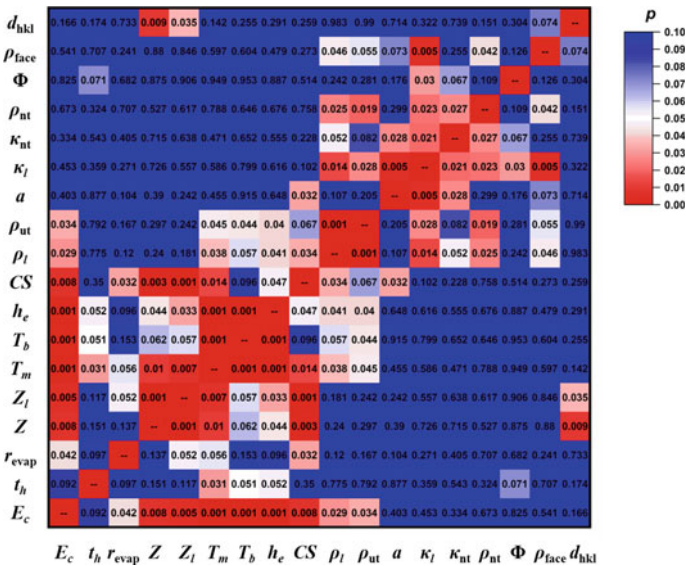 d_hkl 0.166 0.174 0.733 0.009 0.035 0.142 0.255 0.291 0.259 0.983 0.99 0.714 0.322 0.739 0.151 0.304 0.074 --
ρ_face 0.541 0.707 0.241 0.88 0.846 0.597 0.604 0.479 0.273 0.046 0.055 0.073 0.005 0.255 0.042 0.126 -- 0.074
Φ 0.825 0.071 0.682 0.875 0.906 0.949 0.953 0.887 0.514 0.242 0.281 0.176 0.03 0.067 0.109 -- 0.126 0.304
ρ_nt 0.673 0.324 0.707 0.527 0.617 0.788 0.646 0.676 0.758 0.025 0.019 0.299 0.023 0.027 -- 0.109 0.042 0.151
κ_nt 0.334 0.543 0.405 0.715 0.638 0.471 0.652 0.555 0.228 0.052 0.082 0.028 0.021 -- 0.027 0.067 0.255 0.739
κ_l 0.453 0.359 0.271 0.726 0.557 0.586 0.799 0.616 0.102 0.014 0.028 0.005 -- 0.021 0.023 0.03 0.005 0.322
a 0.403 0.877 0.104 0.39 0.242 0.455 0.915 0.648 0.032 0.107 0.205 -- 0.005 0.028 0.299 0.176 0.073 0.714
ρ_ut 0.034 0.792 0.167 0.297 0.242 0.045 0.044 0.04 0.067 0.001 -- 0.205 0.028 0.082 0.019 0.281 0.055 0.99
ρ_l 0.029 0.775 0.12 0.24 0.181 0.038 0.057 0.041 0.034 -- 0.001 0.107 0.014 0.052 0.025 0.242 0.046 0.983
CS 0.008 0.35 0.032 0.003 0.001 0.014 0.096 0.047 -- 0.034 0.067 0.032 0.102 0.228 0.758 0.514 0.273 0.259
h_e 0.001 0.052 0.096 0.044 0.033 0.001 0.001 -- 0.047 0.041 0.04 0.648 0.616 0.555 0.676 0.887 0.479 0.291
T_b 0.001 0.051 0.153 0.062 0.057 0.001 -- 0.001 0.096 0.057 0.044 0.915 0.799 0.652 0.646 0.953 0.604 0.255
T_m 0.001 0.031 0.056 0.01 0.007 -- 0.001 0.001 0.014 0.038 0.045 0.455 0.586 0.471 0.788 0.949 0.597 0.142
Z_l 0.005 0.117 0.052 0.001 -- 0.007 0.057 0.033 0.001 0.181 0.242 0.242 0.557 0.638 0.617 0.906 0.846 0.035
Z 0.008 0.151 0.137 -- 0.001 0.01 0.062 0.044 0.003 0.24 0.297 0.39 0.726 0.715 0.527 0.875 0.88 0.009
r_evap 0.042 0.097 -- 0.137 0.052 0.056 0.153 0.096 0.032 0.12 0.167 0.104 0.271 0.405 0.707 0.682 0.241 0.733
t_h 0.092 -- 0.097 0.151 0.117 0.031 0.051 0.052 0.35 0.775 0.792 0.877 0.359 0.543 0.324 0.071 0.707 0.174
E_c -- 0.092 0.042 0.008 0.005 0.001 0.001 0.001 0.008 0.029 0.034 0.403 0.453 0.334 0.673 0.825 0.541 0.166
E_c t_h r_evap Z Z_l T_m T_b h_e CS ρ_l ρ_ut a κ_l κ_nt ρ_nt Φ ρ_face d_hkl
p
0.10
0.09
0.08
0.07
0.06
0.05
0.04
0.03
0.02
0.01
0.00